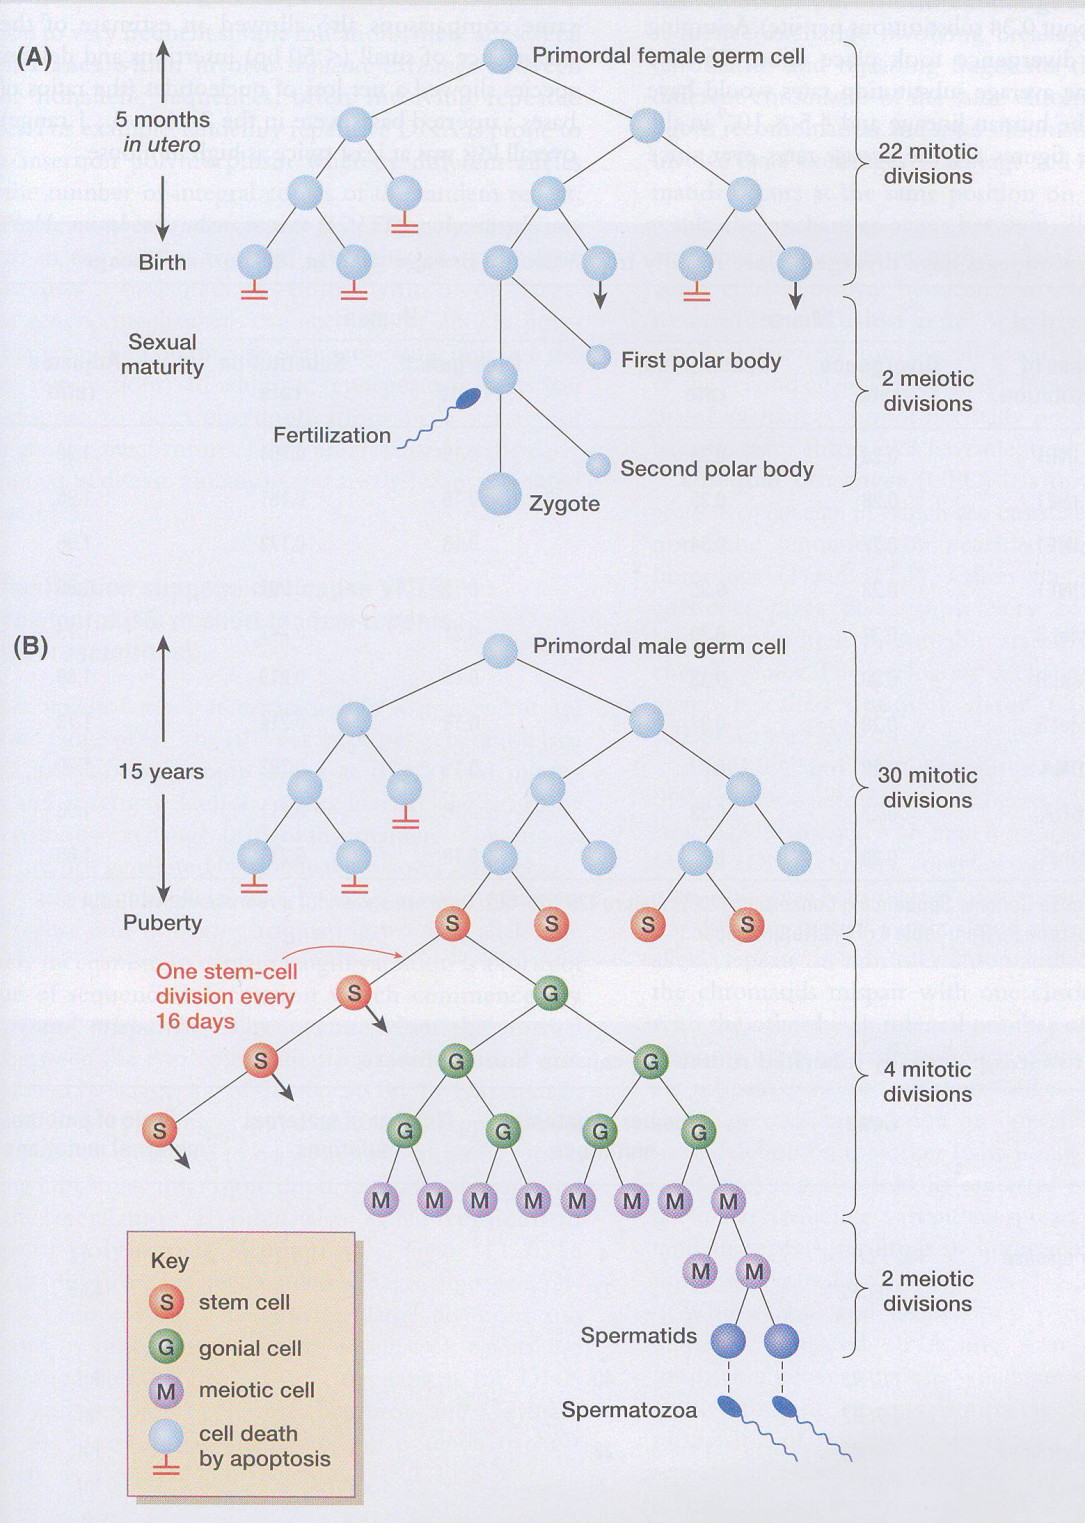 (A)
Primordial female germ cell
5 months
in utero
22 mitotic
divisions
Birth
Sexual
maturity
First polar body
2 meiotic
divisions
Fertilization
Second polar body
Zygote
(B)
Primordial male germ cell
15 years
30 mitotic
divisions
Puberty
S S S S
One stem-cell
division every
16 days
S G
S G G
4 mitotic
divisions
S G G G G
M M M M M M M M
M M
2 meiotic
divisions
Spermatids
Spermatozoa
Key
S stem cell
G gonial cell
M meiotic cell
cell death
by apoptosis